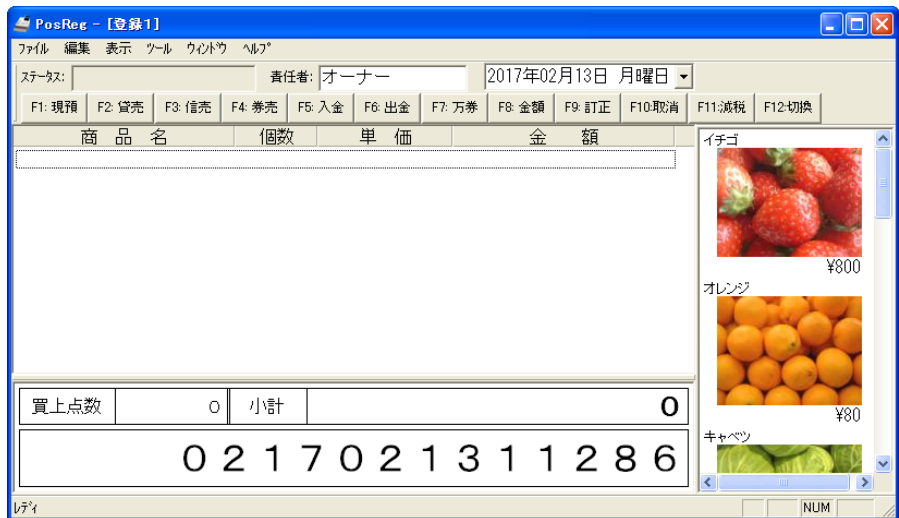 PosReg - [登録1]
ﾌｧｲﾙ 編集 表示 ﾂｰﾙ ｳｨﾝﾄﾞｳ ﾍﾙﾌﾟ
ｽﾃｰﾀｽ: 責任者: オーナー 2017年02月13日 月曜日
F1: 現預 F2: 貸売 F3: 信売 F4: 券売 F5: 入金 F6: 出金 F7: 万券 F8: 金額 F9: 訂正 F10:取消 F11:減税 F12:切換
商 品 名 個数 単 価 金 額
イチゴ
¥800
オレンジ
¥80
キャベツ
買上点数 0 小計 0
0217021311286
ﾚﾃﾞｨ NUM